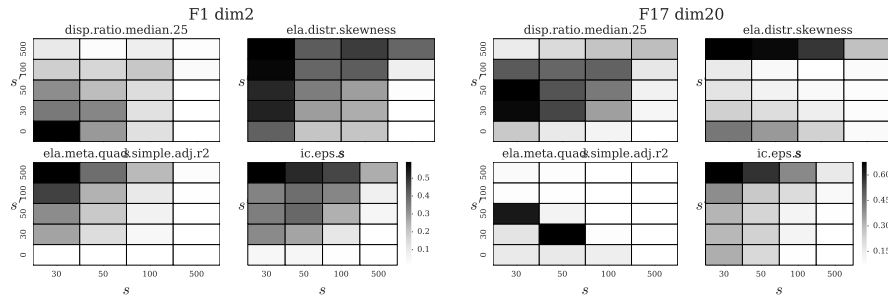 F1 dim2
F17 dim20
disp.ratio.median.25
ela.distr.skewness
disp.ratio.median.25
ela.distr.skewness
500
100
50
30
0
s
s
500
100
50
30
0
s
s
ela.meta.quad.simple.adj.r2
s
ic.eps.s
s
ela.meta.quad.simple.adj.r2
s
ic.eps.s
s
500
100
50
30
0
s
s
0.5
0.4
0.3
0.2
0.1
500
100
50
30
0
s
s
0.60
0.45
0.30
0.15
30 50 100 500
30 50 100 500
30 50 100 500
30 50 100 500
s
s
s
s